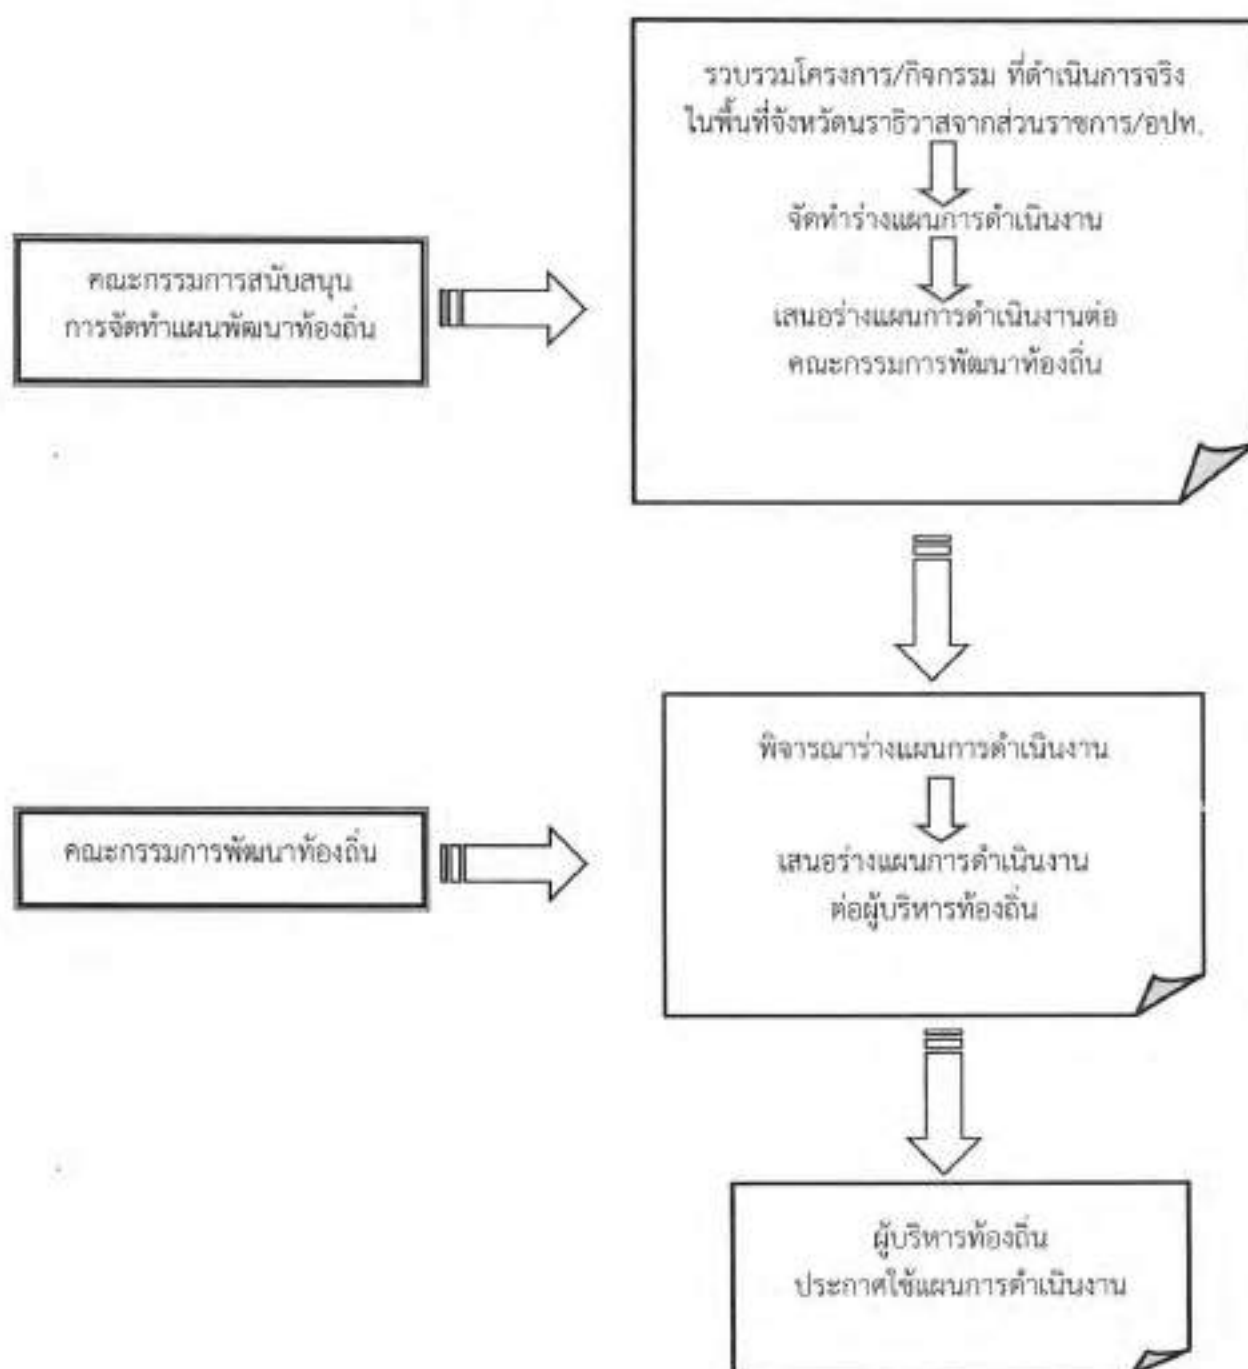 รวบรวมโครงการ/กิจกรรม ที่ดำเนินการจริง
ในพื้นที่จังหวัดนราธิวาสจากส่วนราชการ/อปท.
จัดทำร่างแผนการดำเนินงาน
เสนอร่างแผนการดำเนินงานต่อ
คณะกรรมการพัฒนาท้องถิ่น
คณะกรรมการสนับสนุน
การจัดทำแผนพัฒนาท้องถิ่น
พิจารณาร่างแผนการดำเนินงาน
เสนอร่างแผนการดำเนินงาน
ต่อผู้บริหารท้องถิ่น
คณะกรรมการพัฒนาท้องถิ่น
ผู้บริหารท้องถิ่น
ประกาศใช้แผนการดำเนินงาน